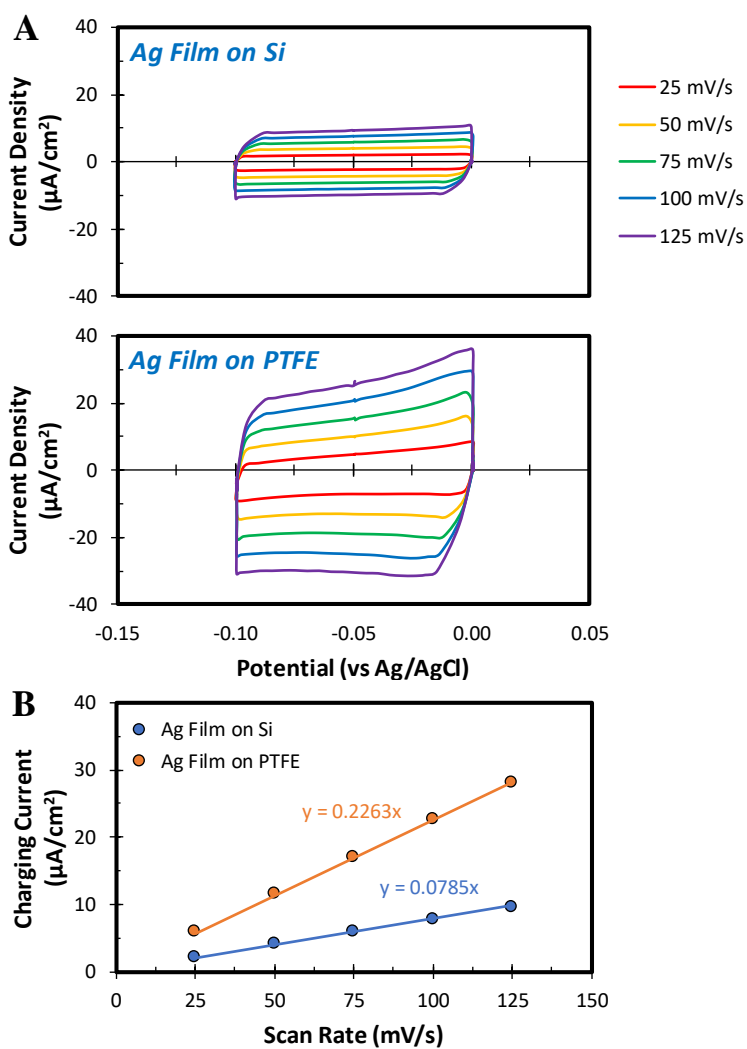 A
Ag Film on Si
40
20
0
-20
-40
Current Density
(µA/cm²)
25 mV/s
50 mV/s
75 mV/s
100 mV/s
125 mV/s
Ag Film on PTFE
40
20
0
-20
-40
Current Density
(µA/cm²)
-0.15 -0.10 -0.05 0.00 0.05
Potential (vs Ag/AgCl)
B
Ag Film on Si
Ag Film on PTFE
40
30
20
10
0
Charging Current
(µA/cm²)
y = 0.2263x
y = 0.0785x
0 25 50 75 100 125 150
Scan Rate (mV/s)